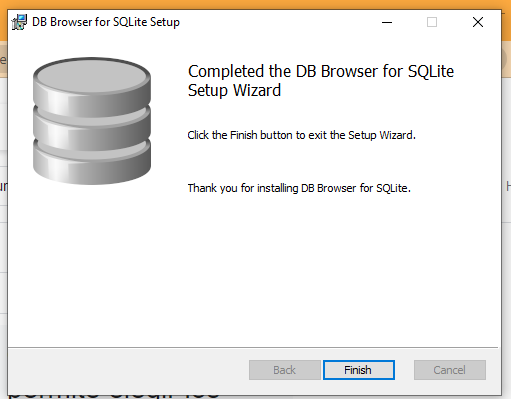 DB Browser for SQLite Setup
Completed the DB Browser for SQLite
Setup Wizard
Click the Finish button to exit the Setup Wizard.
Thank you for installing DB Browser for SQLite.
Back
Finish
Cancel